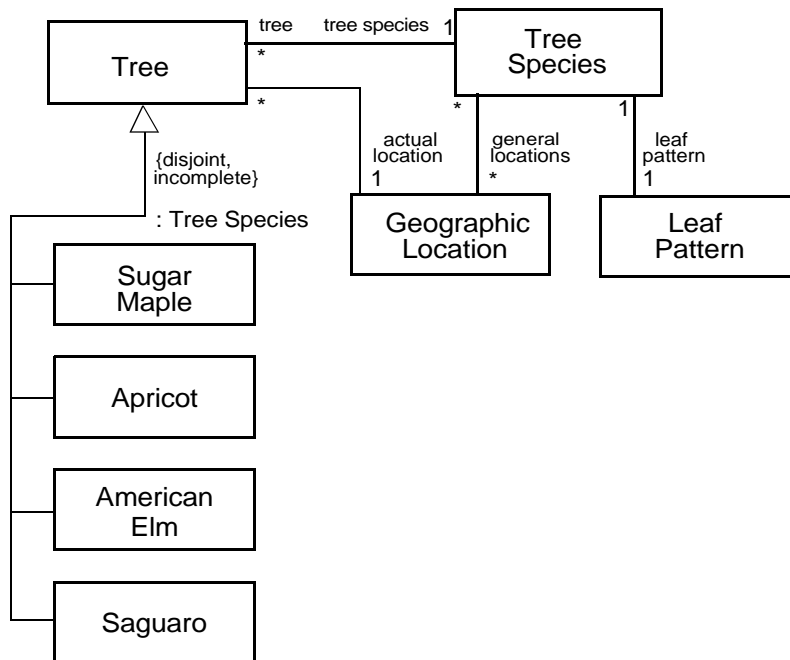 tree tree species 1
*
Tree
Tree
Species
*
*
1
{disjoint,
incomplete}
actual
location
1
general
locations
*
leaf
pattern
1
: Tree Species
Geographic
Location
Leaf
Pattern
Sugar
Maple
Apricot
American
Elm
Saguaro